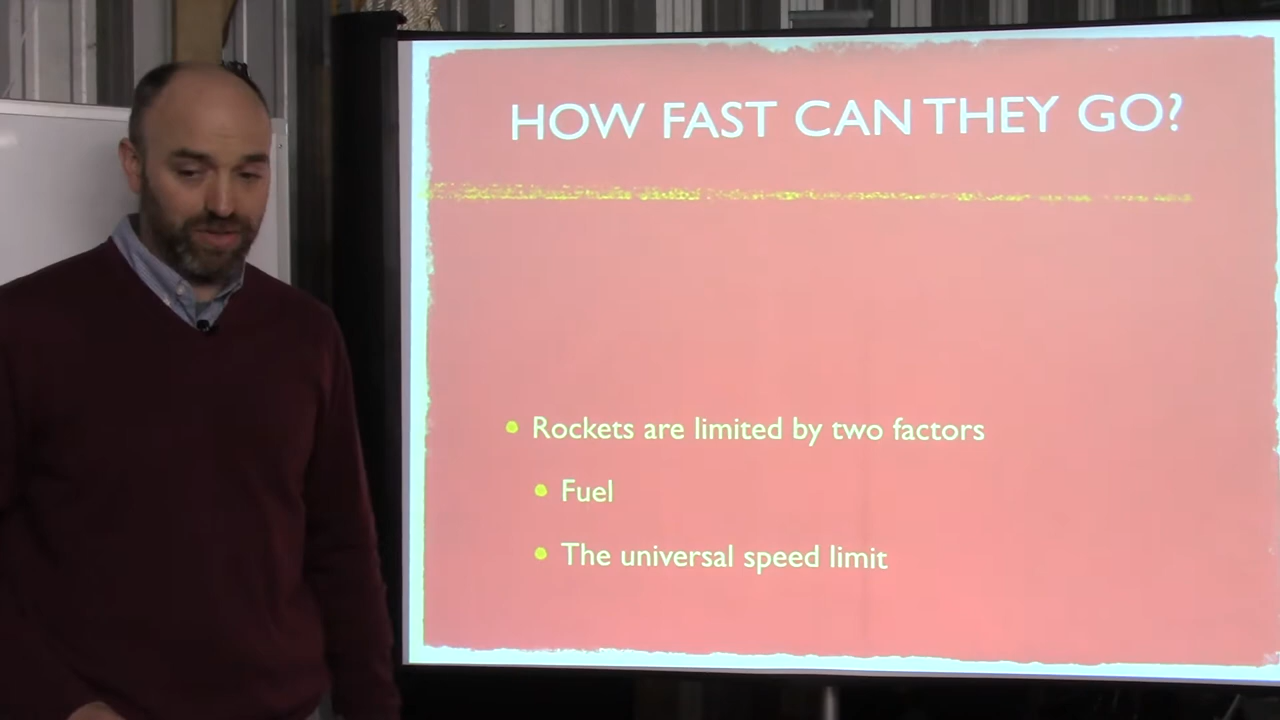 HOW FAST CAN THEY GO?
Rockets are limited by two factors
Fuel
The universal speed limit